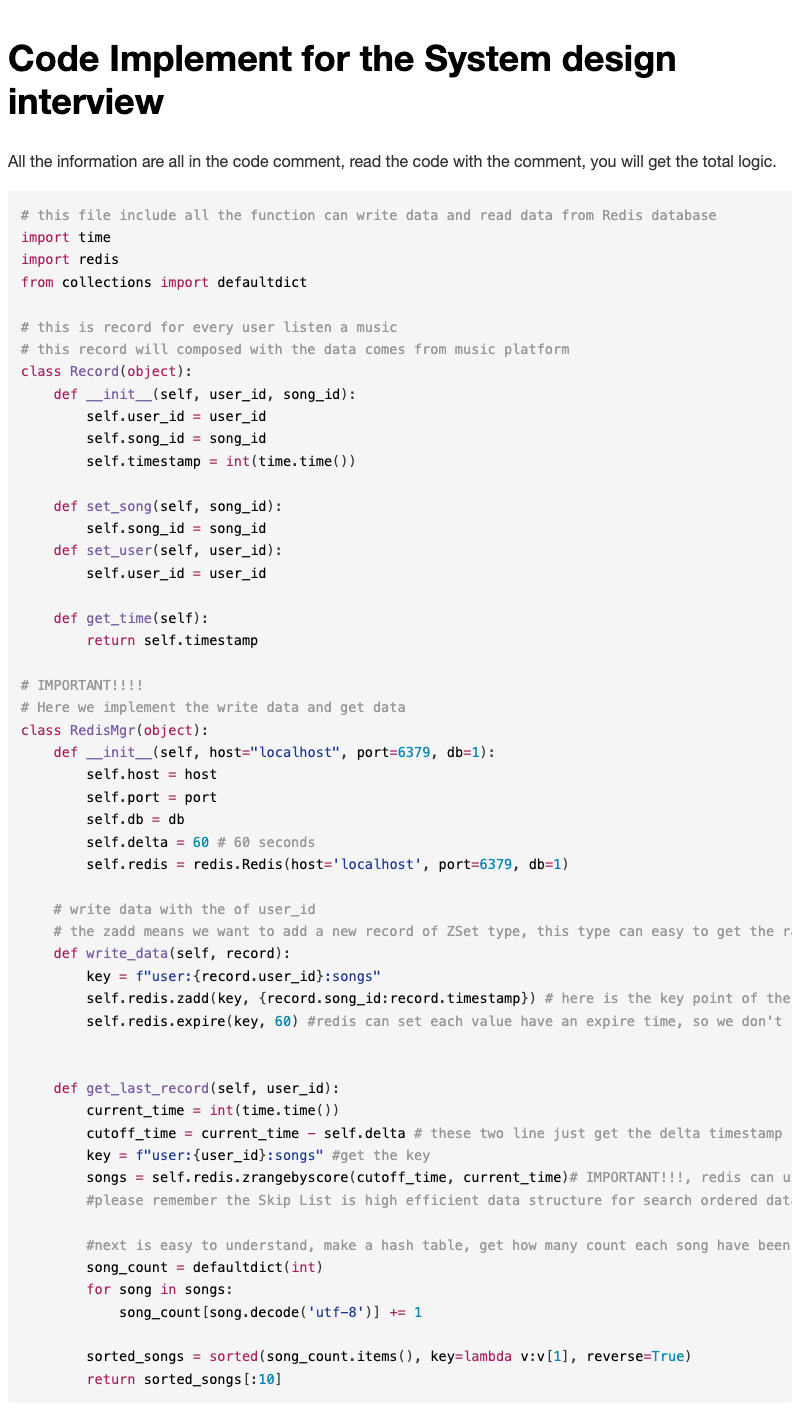 Code Implement for the System design
interview
All the information are all in the code comment, read the code with the comment, you will get the total logic.
# this file include all the function can write data and read data from Redis database
import time
import redis
from collections import defaultdict
# this is record for every user listen a music
# this record will composed with the data comes from music platform
class Record(object):
    def __init__(self, user_id, song_id):
        self.user_id = user_id
        self.song_id = song_id
        self.timestamp = int(time.time())
    def set_song(self, song_id):
        self.song_id = song_id
    def set_user(self, user_id):
        self.user_id = user_id
    def get_time(self):
        return self.timestamp
# IMPORTANT!!!!
# Here we implement the write data and get data
class RedisMgr(object):
    def __init__(self, host="localhost", port=6379, db=1):
        self.host = host
        self.port = port
        self.db = db
        self.delta = 60 # 60 seconds
        self.redis = redis.Redis(host='localhost', port=6379, db=1)
    # write data with the of user_id
    # the zadd means we want to add a new record of ZSet type, this type can easy to get the
    def write_data(self, record):
        key = f"user:{record.user_id}:songs"
        self.redis.zadd(key, {record.song_id:record.timestamp}) # here is the key point of the
        self.redis.expire(key, 60) #redis can set each value have an expire time, so we don't
    def get_last_record(self, user_id):
        current_time = int(time.time())
        cutoff_time = current_time - self.delta # these two line just get the delta timestamp
        key = f"user:{user_id}:songs" #get the key
        songs = self.redis.zrangebyscore(cutoff_time, current_time)# IMPORTANT!!!, redis can
        #please remember the Skip List is high efficient data structure for search ordered
        #next is easy to understand, make a hash table, get how many count each song have been
        song_count = defaultdict(int)
        for song in songs:
            song_count[song.decode('utf-8')] += 1
        sorted_songs = sorted(song_count.items(), key=lambda v:v[1], reverse=True)
        return sorted_songs[:10]